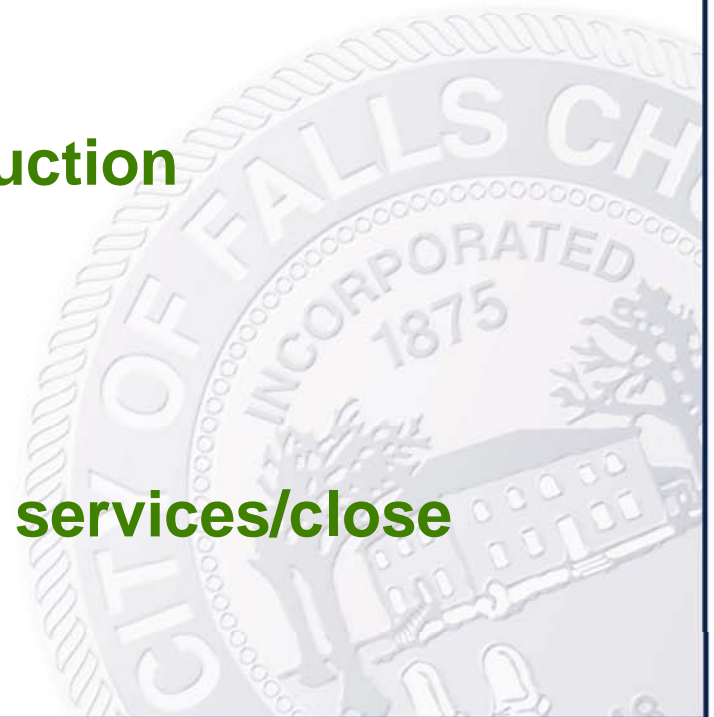 uction
services/close
CITY OF FALLS CH
INCORPORATED
1875